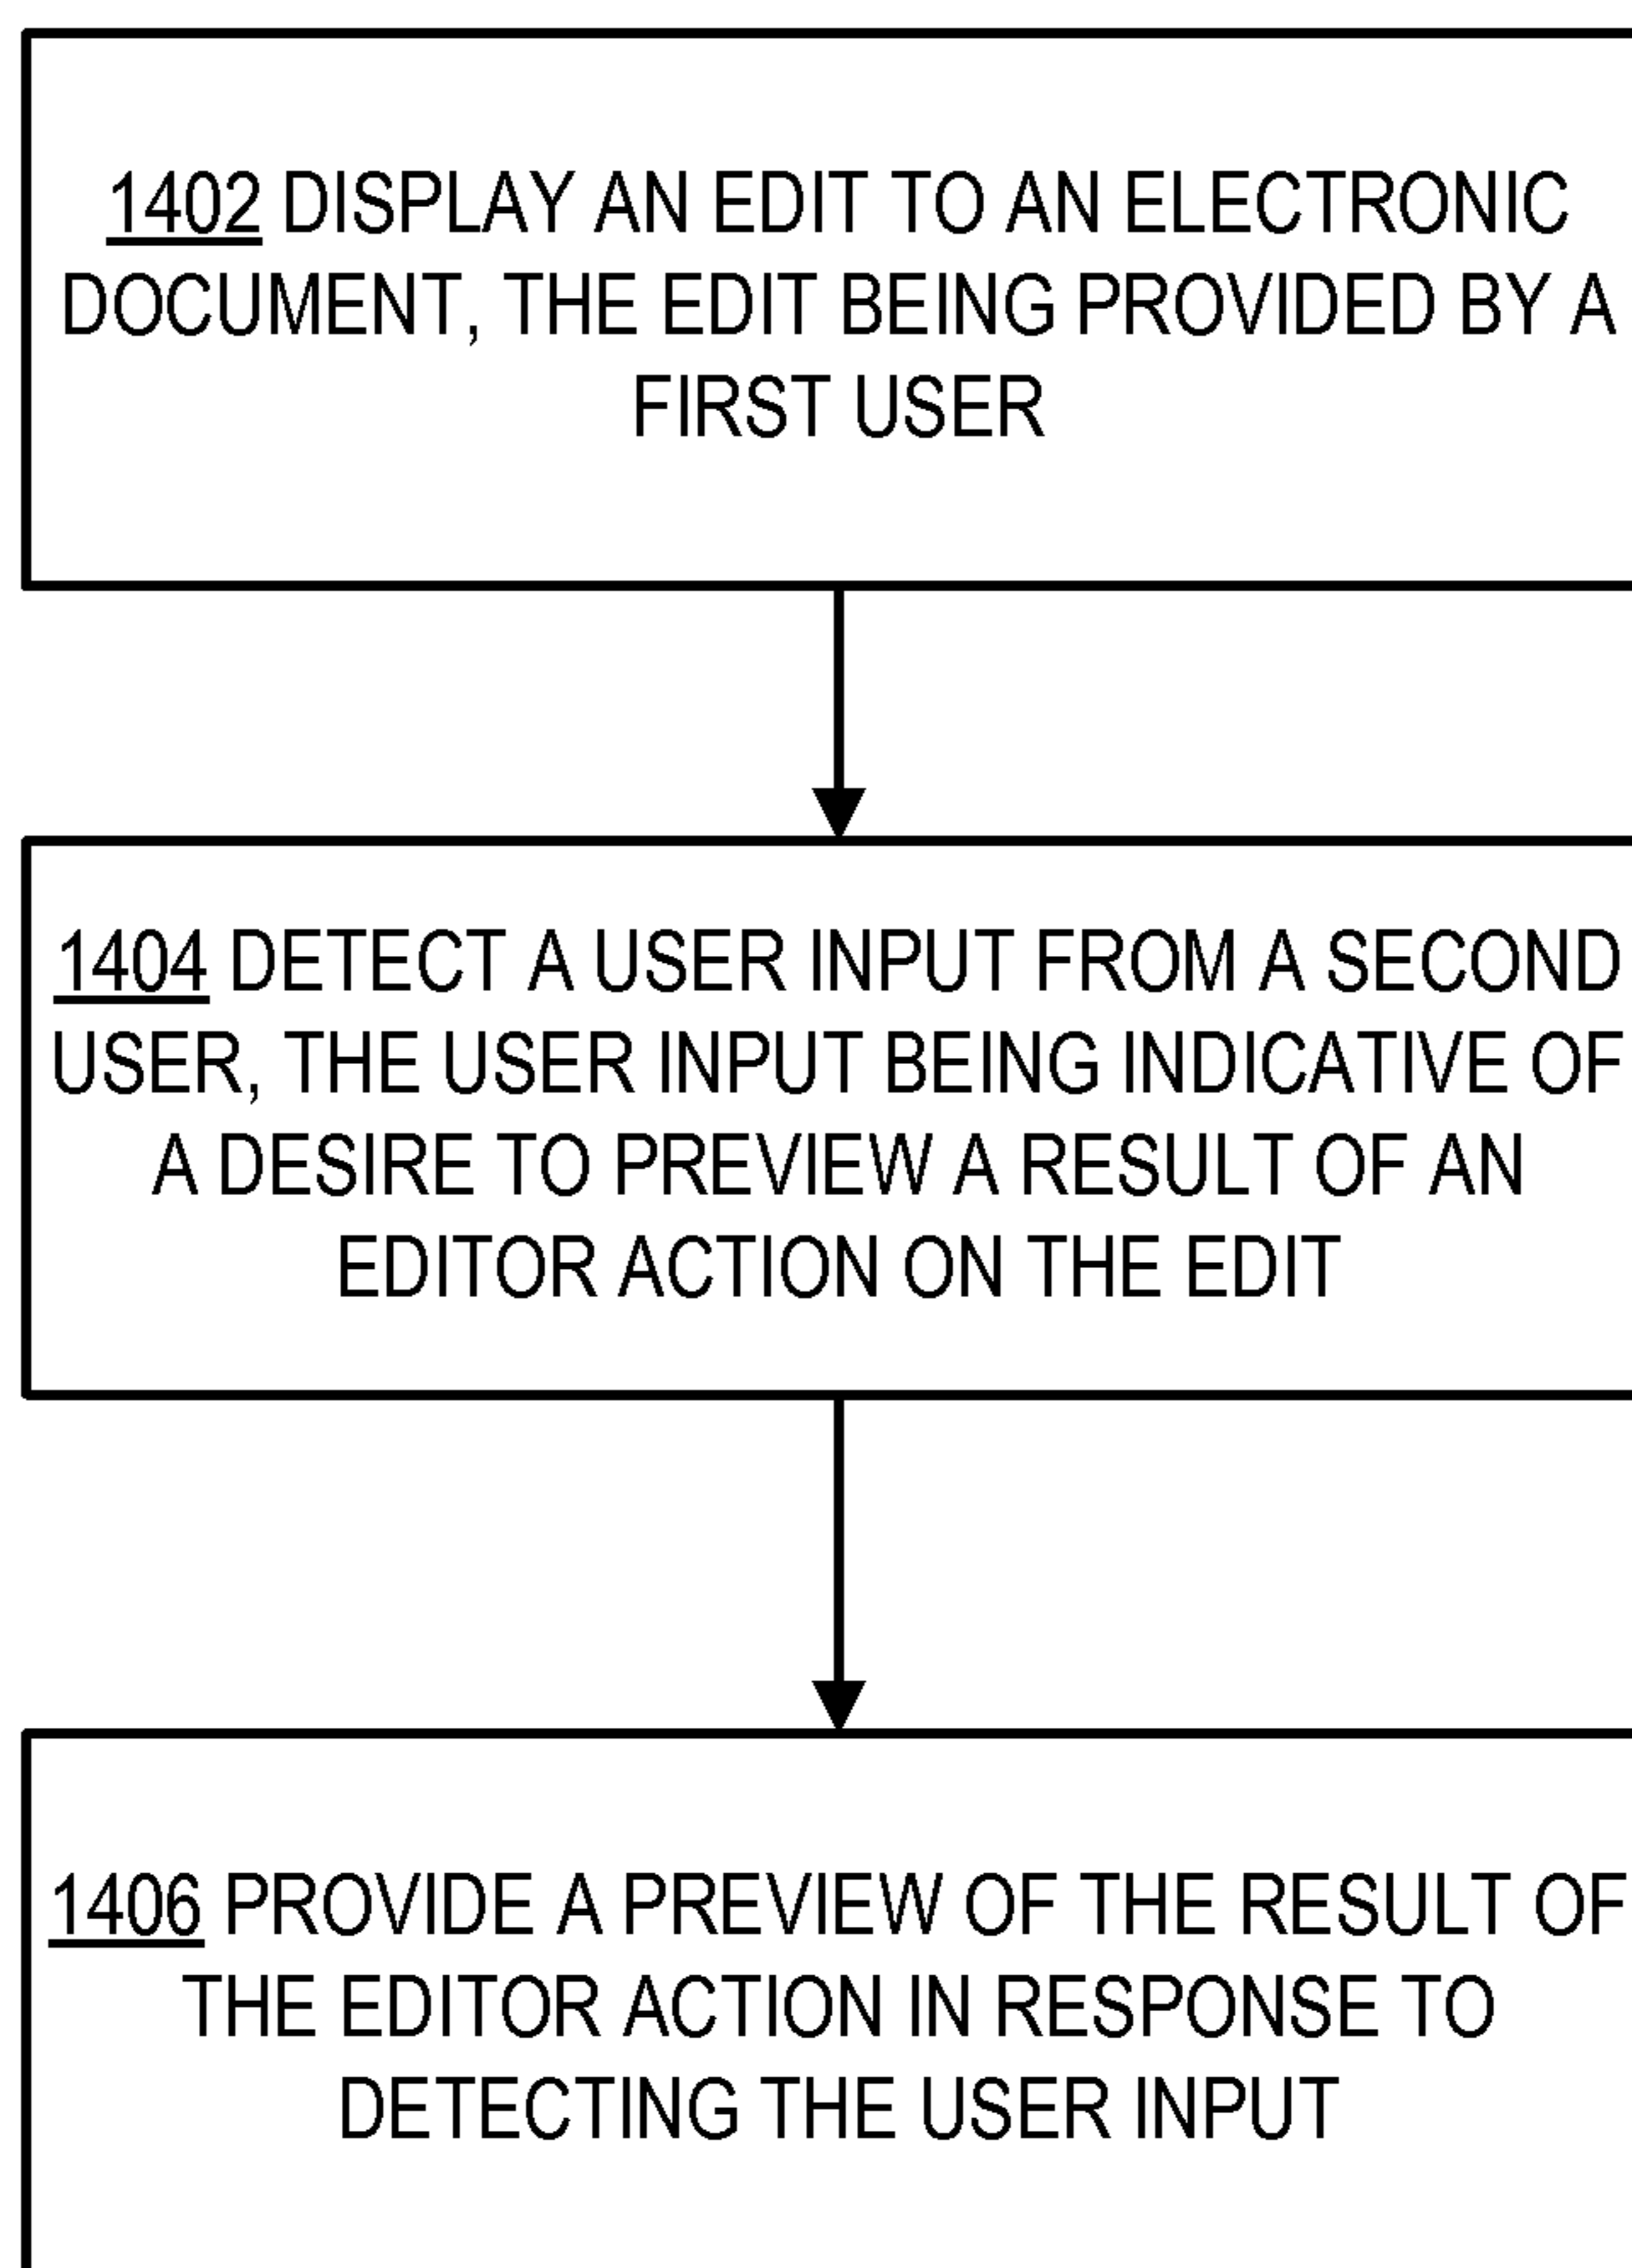 1402 DISPLAY AN EDIT TO AN ELECTRONIC
DOCUMENT, THE EDIT BEING PROVIDED BY A
FIRST USER
1404 DETECT A USER INPUT FROM A SECOND
USER, THE USER INPUT BEING INDICATIVE OF
A DESIRE TO PREVIEW A RESULT OF AN
EDITOR ACTION ON THE EDIT
1406 PROVIDE A PREVIEW OF THE RESULT OF
THE EDITOR ACTION IN RESPONSE TO
DETECTING THE USER INPUT